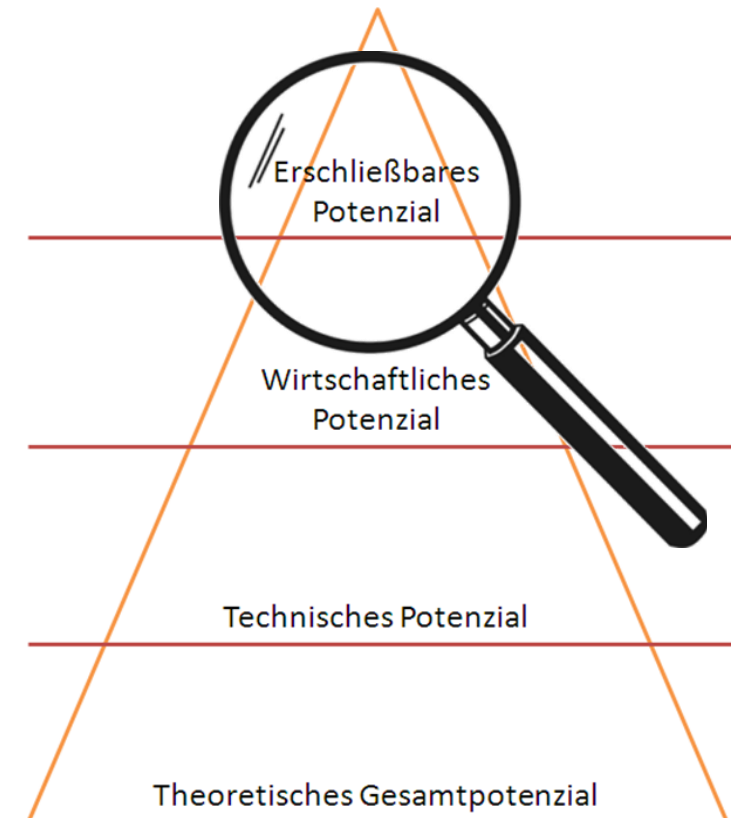 Erschließbares
Potenzial
Wirtschaftliches
Potenzial
Technisches Potenzial
Theoretisches Gesamtpotenzial